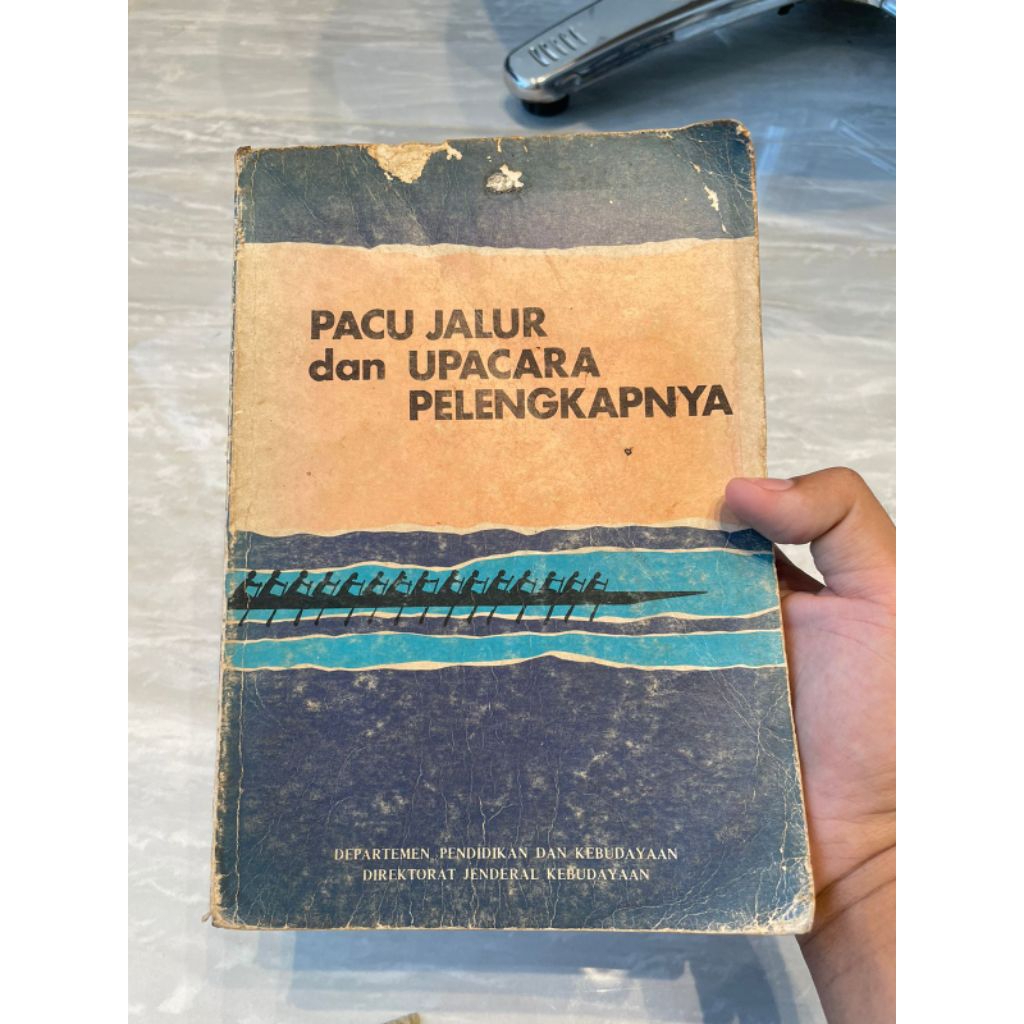 PACU JALUR
dan UPACARA
PELENGKAPNYA
DEPARTEMEN PENDIDIKAN DAN KEBUDAYAAN
DIREKTORAT JENDERAL KEBUDAYAAN